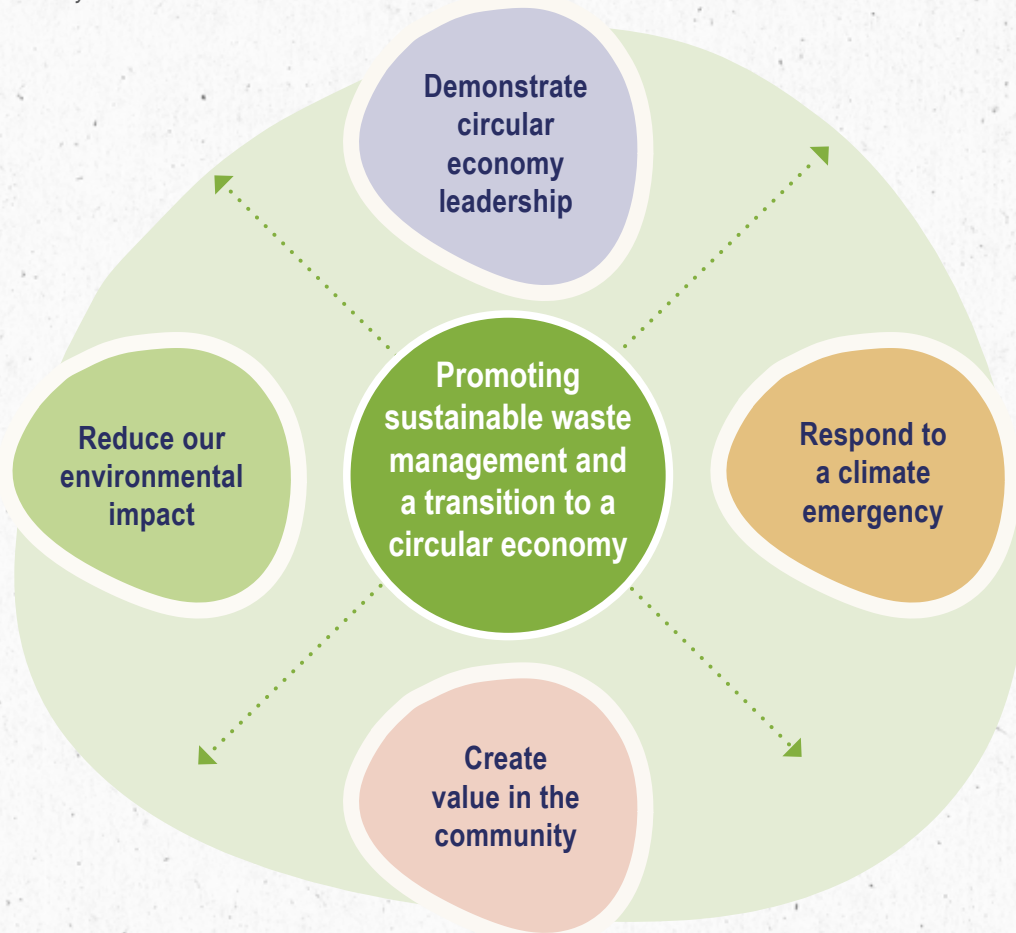 Demonstrate
circular
economy
leadership
Promoting
sustainable waste
management and
a transition to a
circular economy
Reduce our
environmental
impact
Respond to
a climate
emergency
Create
value in the
community